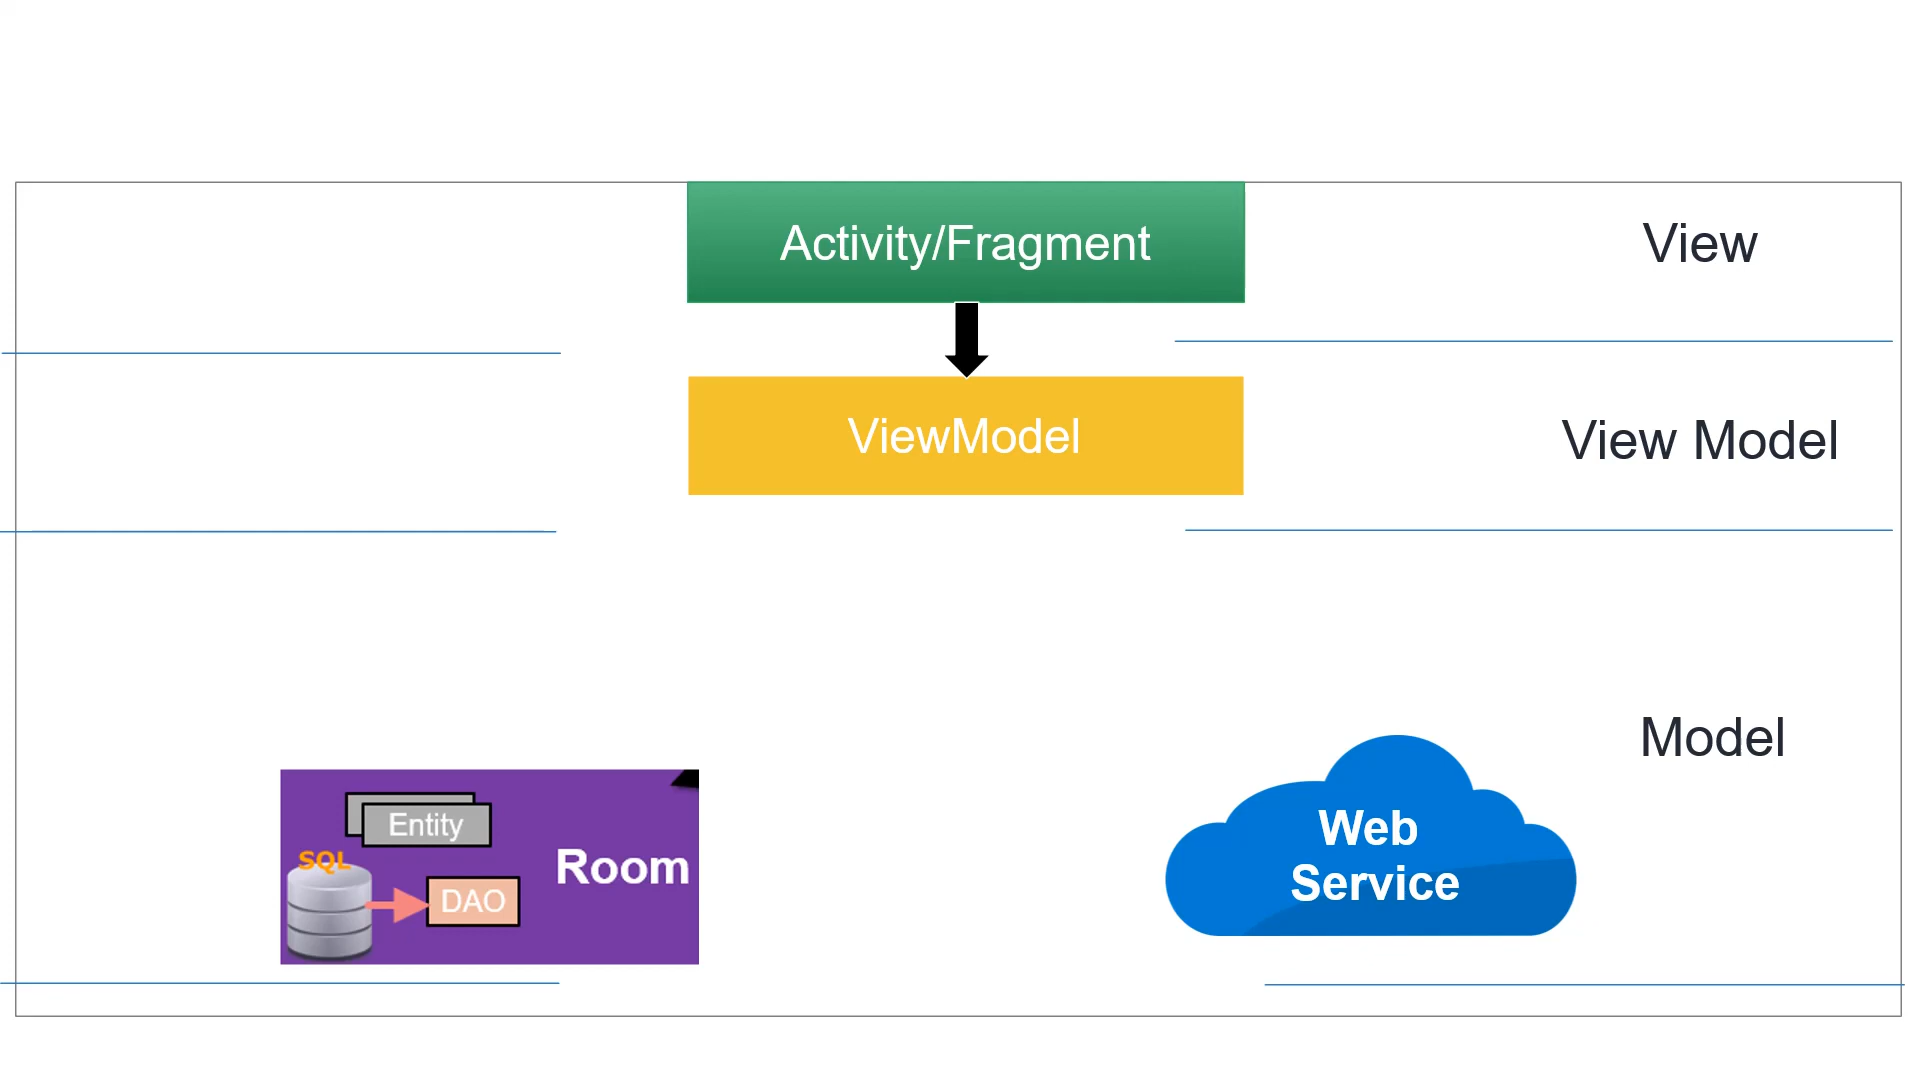 Activity/Fragment
View
ViewModel
View Model
Model
Entity
SQL
DAO
Room
Web
Service